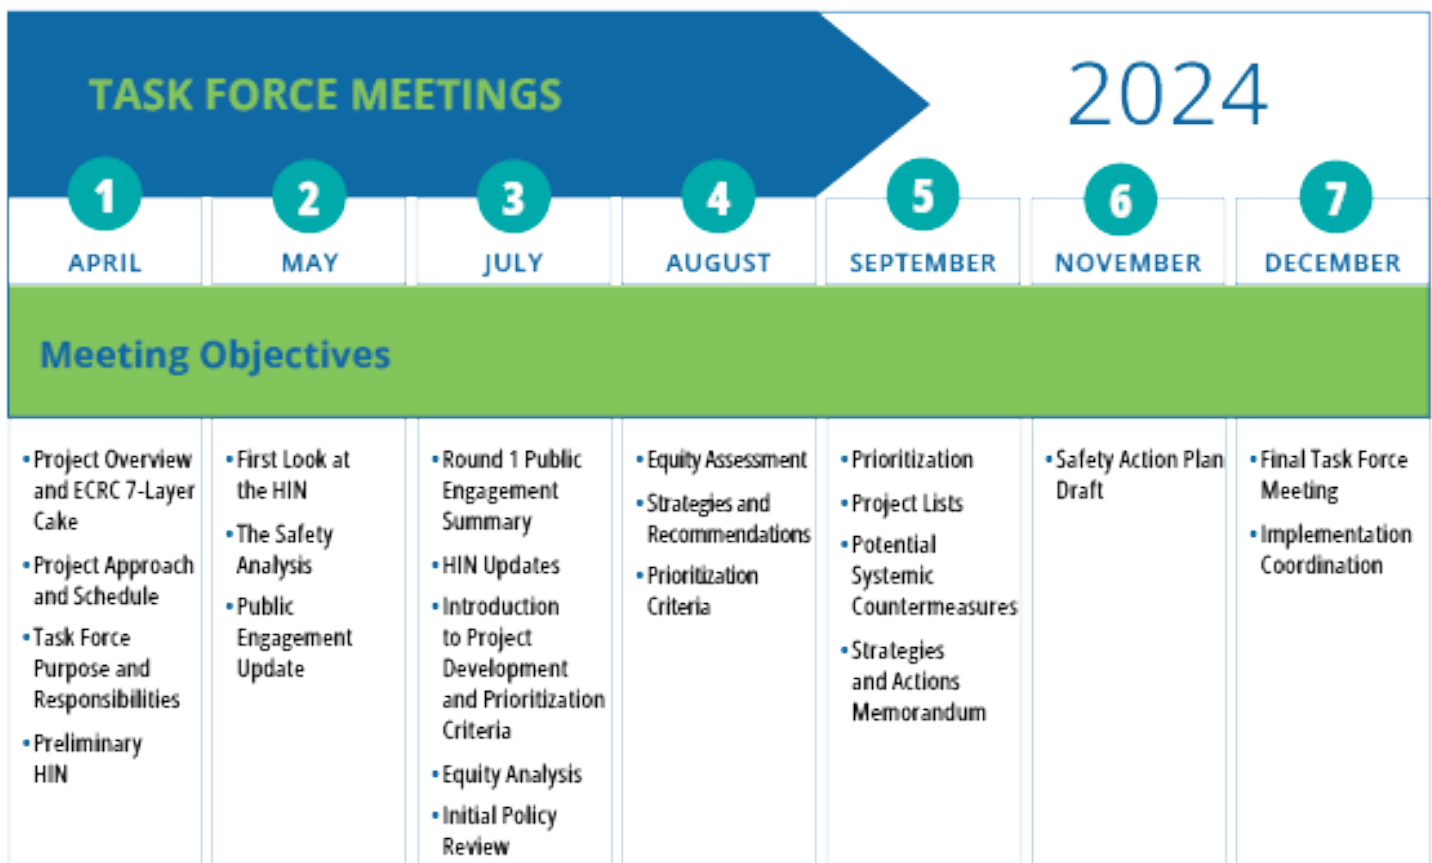 TASK FORCE MEETINGS
2024
1
2
3
4
5
6
7
APRIL
MAY
JULY
AUGUST
SEPTEMBER
NOVEMBER
DECEMBER
Meeting Objectives
•Project Overview
and ECRC 7-Layer
Cake
•Project Approach
and Schedule
•Task Force
Purpose and
Responsibilities
•Preliminary
HIN
•First Look at
the HIN
•The Safety
Analysis
•Public
Engagement
Update
•Round 1 Public
Engagement
Summary
•HIN Updates
•Introduction
to Project
Development
and Prioritization
Criteria
•Equity Analysis
•Initial Policy
Review
•Equity Assessment
•Strategies and
Recommendations
•Prioritization
Criteria
•Prioritization
•Project Lists
•Potential
Systemic
Countermeasures
•Strategies
and Actions
Memorandum
•Safety Action Plan
Draft
•Final Task Force
Meeting
•Implementation
Coordination